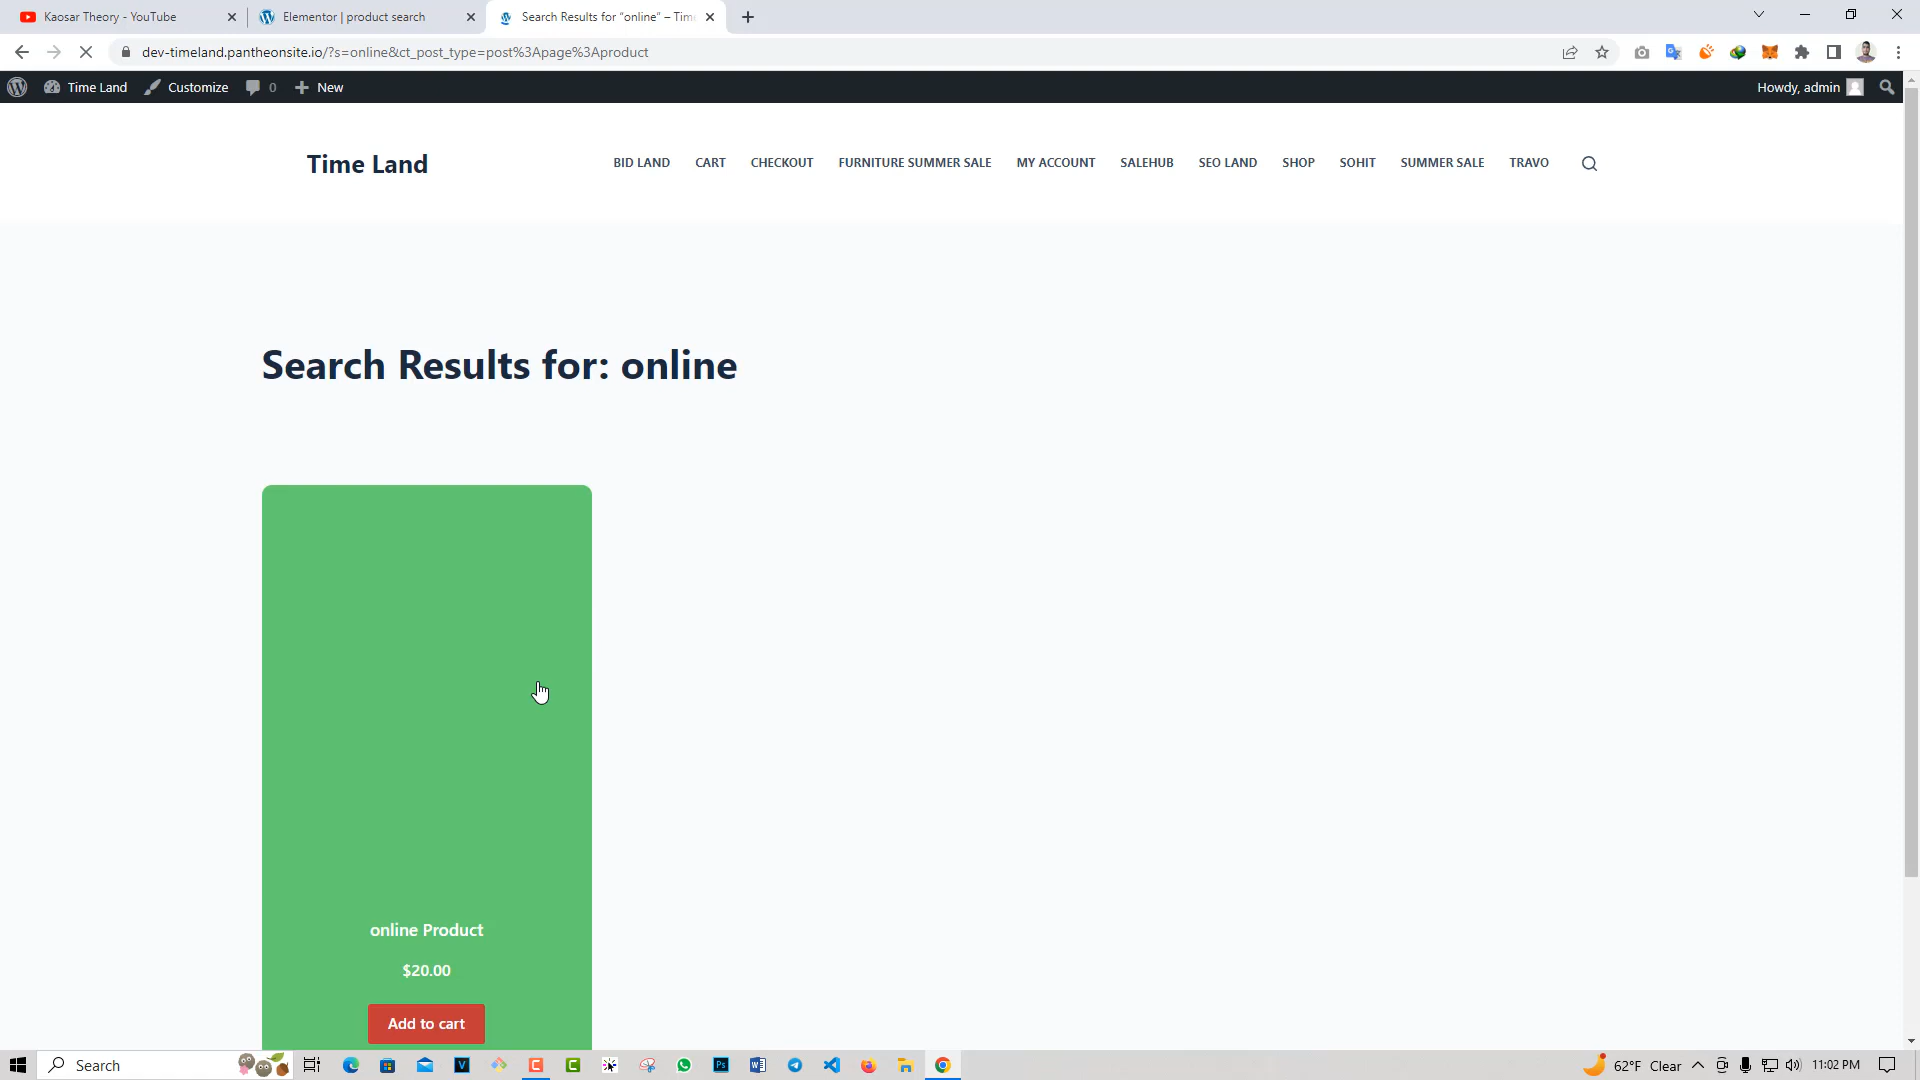 Kaosar Theory - YouTube
Elementor | product search
Search Results for "online" – Tim
dev-timeland.pantheonsite.io/?s=online&ct_post_type=post%3Apage%3Aproduct
Time Land
Customize
0
New
Howdy, admin
Time Land
BID LAND
CART
CHECKOUT
FURNITURE SUMMER SALE
MY ACCOUNT
SALEHUB
SEO LAND
SHOP
SOHIT
SUMMER SALE
TRAVO
Search Results for: online
online Product
$20.00
Add to cart
Search
62°F Clear
11:02 PM